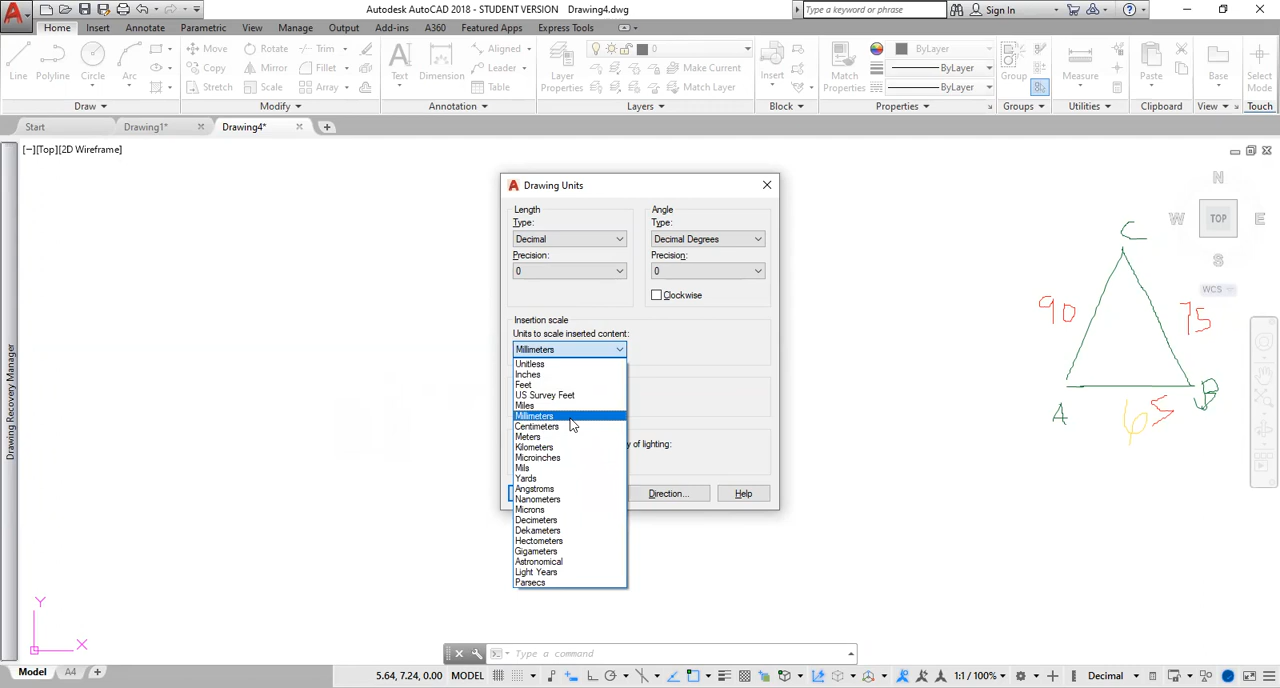 Autodesk AutoCAD 2018 - STUDENT VERSION Drawing4.dwg
Type a keyword or phrase
Sign In
Home Insert Annotate Parametric View Manage Output Add-ins A360 Featured Apps Express Tools
Line Polyline Circle Arc
Draw
Move Rotate Trim
Copy Mirror Fillet
Stretch Scale Array
Modify
Text Dimension
Aligned
Leader
Table
Annotation
Layer Properties
0
Make Current
Match Layer
Layers
Insert
Block
Match Properties
ByLayer
ByLayer
ByLayer
Properties
Group
Groups
Measure
Utilities
Paste
Clipboard
Base
View
Select Mode
Touch
Start Drawing1* Drawing4*
[−][Top][2D Wireframe]
Drawing Recovery Manager
Drawing Units
Length
Type:
Decimal
Precision:
0
Angle
Type:
Decimal Degrees
Precision:
0
Clockwise
Insertion scale
Units to scale inserted content:
Millimeters
Unitless
Inches
Feet
US Survey Feet
Miles
Millimeters
Centimeters
Meters
Kilometers
Microinches
Mils
Yards
Angstroms
Nanometers
Microns
Decimeters
Dekameters
Hectometers
Gigameters
Astronomical
Light Years
Parsecs
y of lighting:
Direction...
Help
N
W TOP E
S
WCS
C
90 75
A 65 B
Y
X
Type a command
Model A4
5.64, 7.24, 0.00 MODEL 1:1 / 100% Decimal